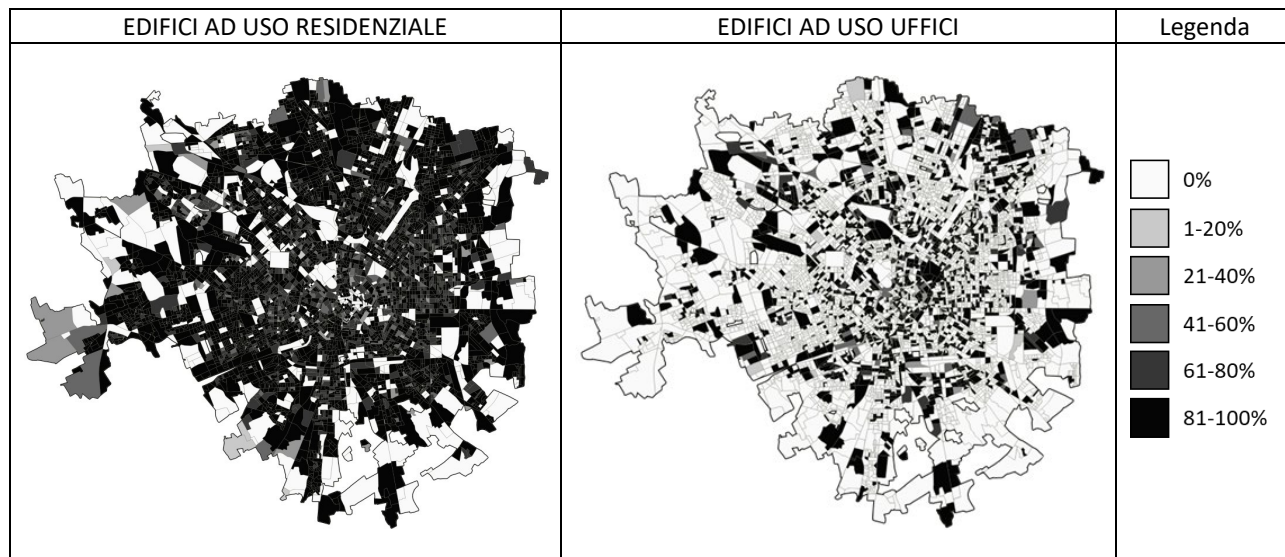 EDIFICI AD USO RESIDENZIALE
EDIFICI AD USO UFFICI
Legenda
0%
1-20%
21-40%
41-60%
61-80%
81-100%